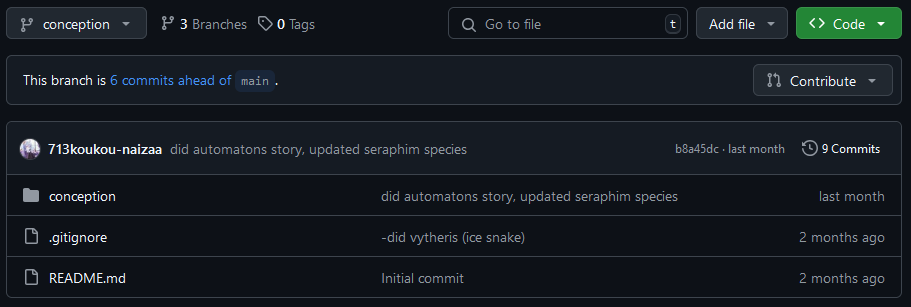 conception 3 Branches 0 Tags Go to file t Add file Code
This branch is 6 commits ahead of main.
Contribute
713koukou-naizaa did automatons story, updated seraphim species b8a45dc · last month 9 Commits
conception did automatons story, updated seraphim species last month
.gitignore -did vytheris (ice snake) 2 months ago
README.md Initial commit 2 months ago